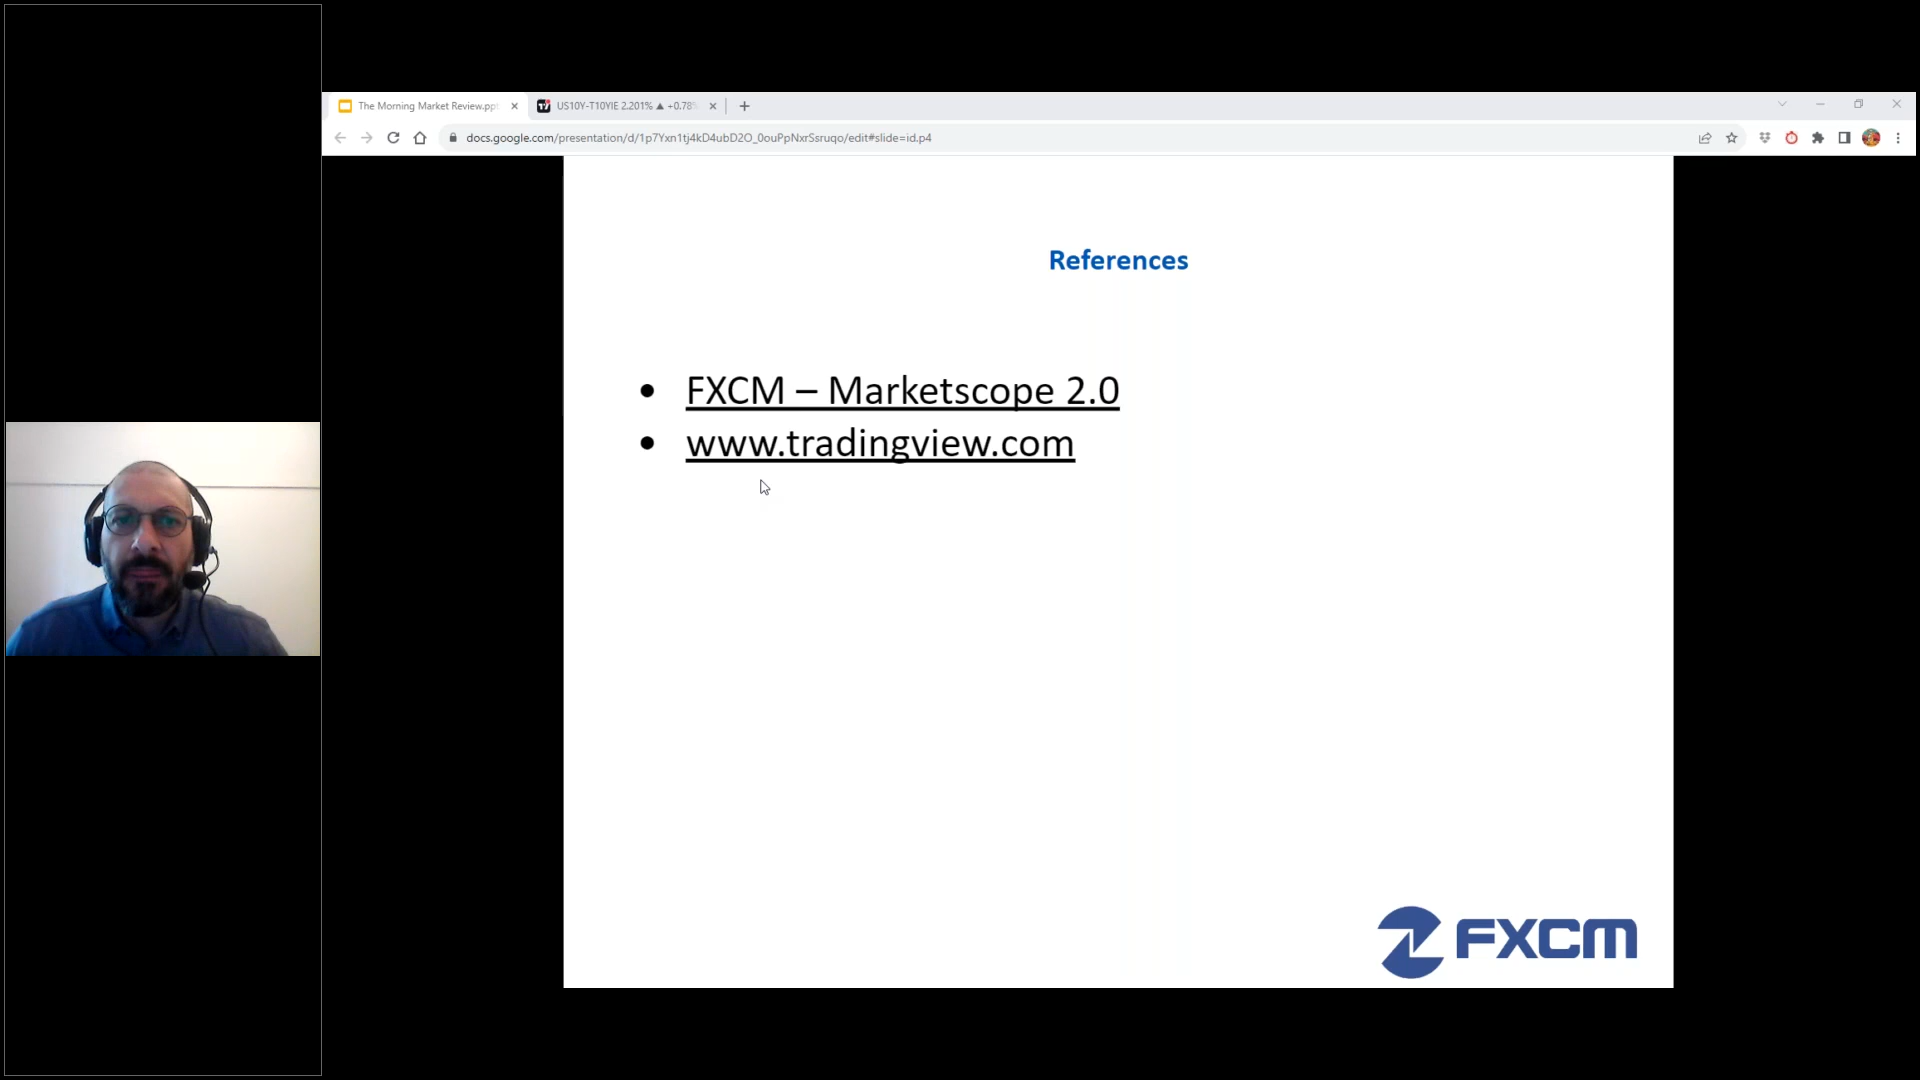 The Morning Market Review.ppt
US10Y-T10YIE 2.201% ▲ +0.78%
docs.google.com/presentation/d/1p7Yxn1tj4kD4ubD2O_0ouPpNxrSsruqo/edit#slide=id.p4
References
• FXCM – Marketscope 2.0
• www.tradingview.com
FXCM